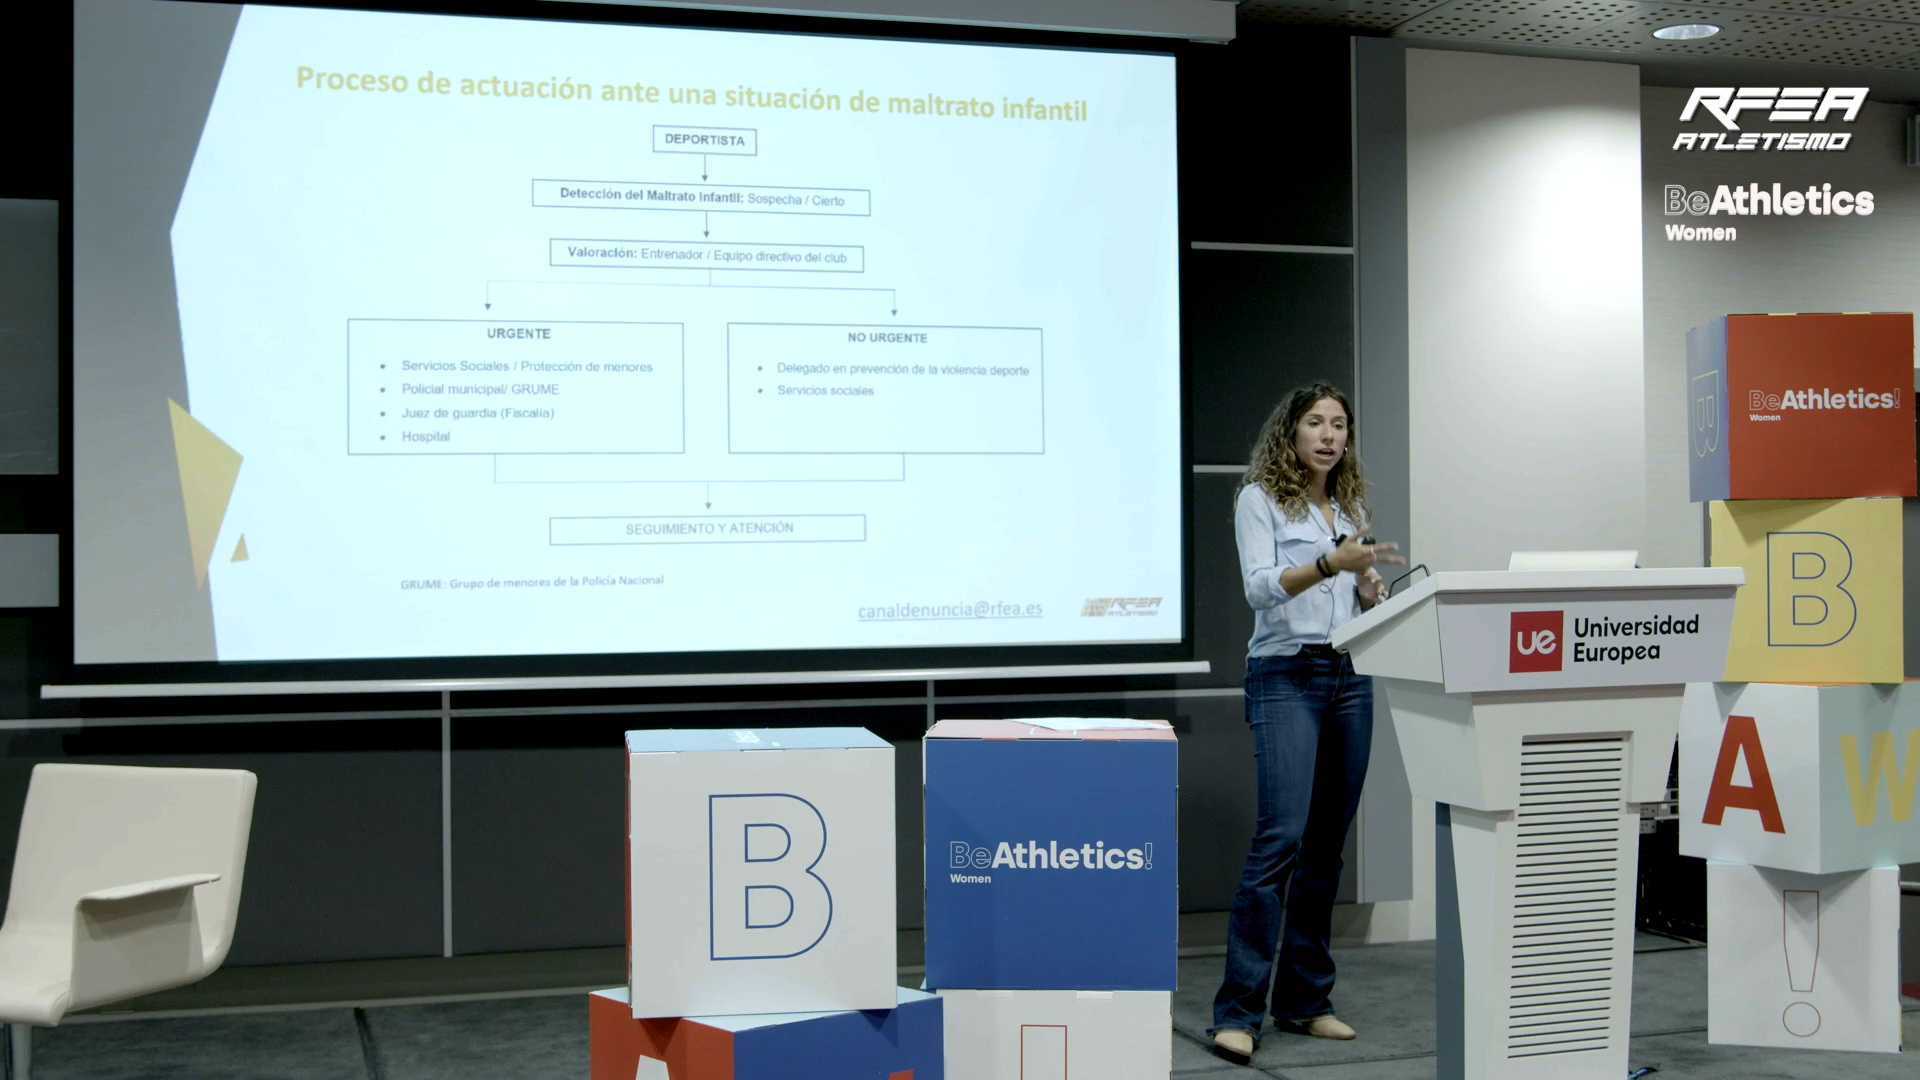 Proceso de actuación ante una situación de maltrato infantil
DEPORTISTA
Detección del Maltrato Infantil: Sospecha / Cierto
Valoración: Entrenador / Equipo directivo del club
URGENTE
• Servicios Sociales / Protección de menores
• Policial municipal/ GRUME
• Juez de guardia (Fiscalía)
• Hospital
NO URGENTE
• Delegado en prevención de la violencia deporte
• Servicios sociales
SEGUIMIENTO Y ATENCIÓN
GRUME: Grupo de menores de la Policía Nacional
canaldenuncia@rfea.es
RFEA
ATLETISMO
RFEA
ATLETISMO
BeAthletics
Women
B
BeAthletics!
Women
B
A
W
!
ue Universidad
Europea
B
BeAthletics!
Women